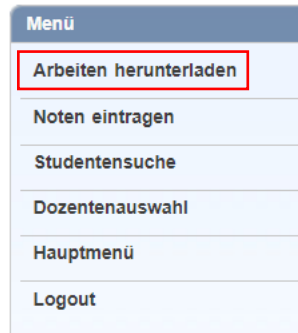 Menü
Arbeiten herunterladen
Noten eintragen
Studentensuche
Dozentenauswahl
Hauptmenü
Logout